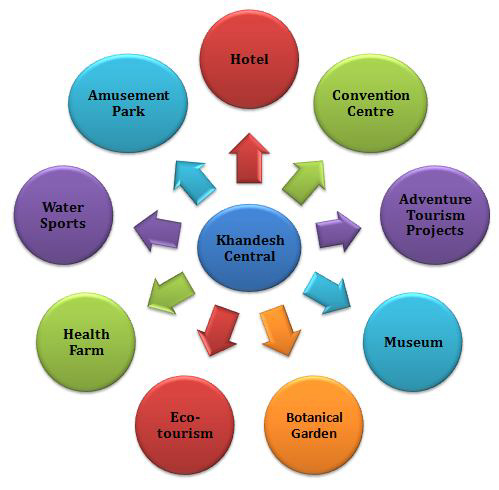 Hotel
Convention
Centre
Adventure
Tourism
Projects
Museum
Botanical
Garden
Eco-
tourism
Health
Farm
Water
Sports
Amusement
Park
Khandesh
Central